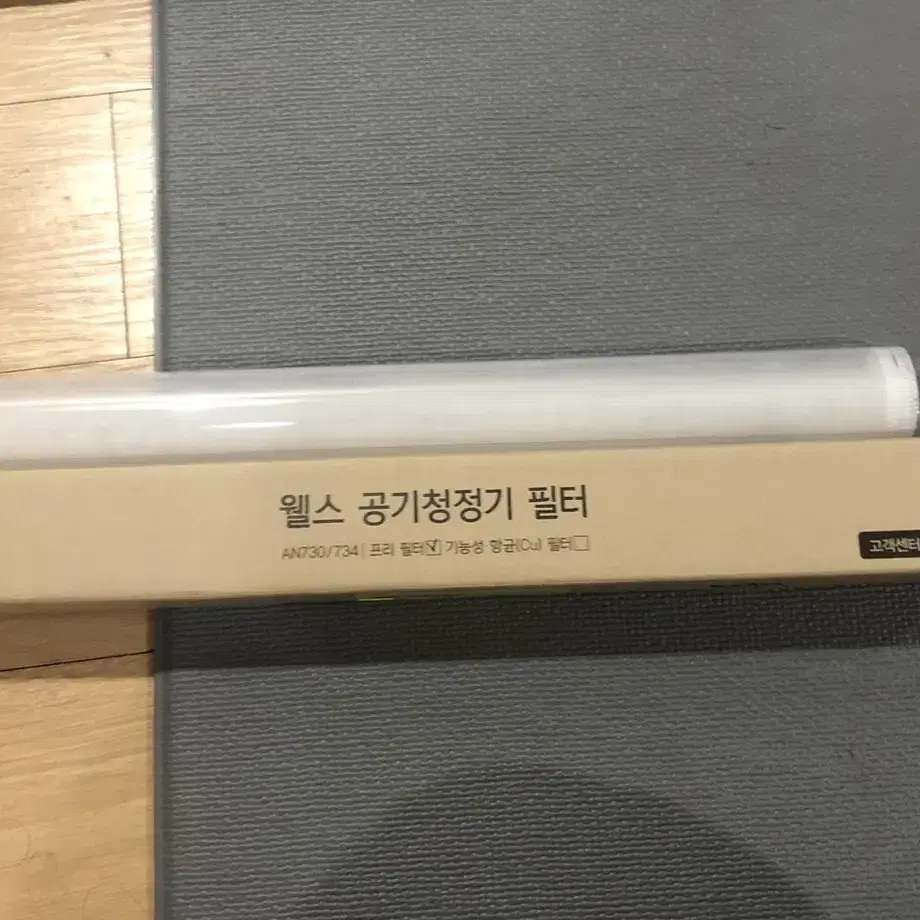 웰스 공기청정기 필터
AN730/734 | 프리 필터☑ 기능성 항균(Cu) 필터☐
고객센터